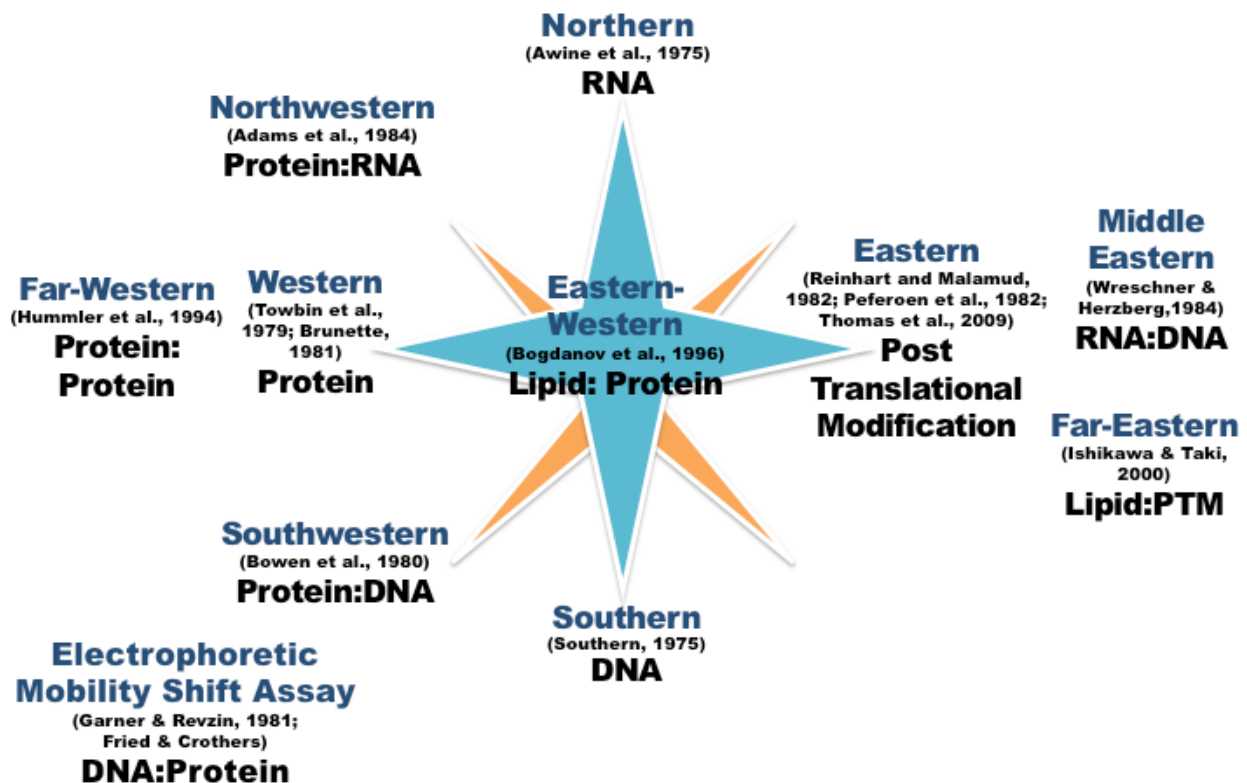 Northern
(Awine et al., 1975)
RNA
Northwestern
(Adams et al., 1984)
Protein:RNA
Far-Western
(Hummler et al., 1994)
Protein:
Protein
Western
(Towbin et al.,
1979; Brunette,
1981)
Protein
Eastern-
Western
(Bogdanov et al., 1996)
Lipid: Protein
Eastern
(Reinhart and Malamud,
1982; Peferoen et al., 1982;
Thomas et al., 2009)
Post
Translational
Modification
Middle
Eastern
(Wreschner &
Herzberg,1984)
RNA:DNA
Far-Eastern
(Ishikawa & Taki,
2000)
Lipid:PTM
Southwestern
(Bowen et al., 1980)
Protein:DNA
Southern
(Southern, 1975)
DNA
Electrophoretic
Mobility Shift Assay
(Garner & Revzin, 1981;
Fried & Crothers)
DNA:Protein